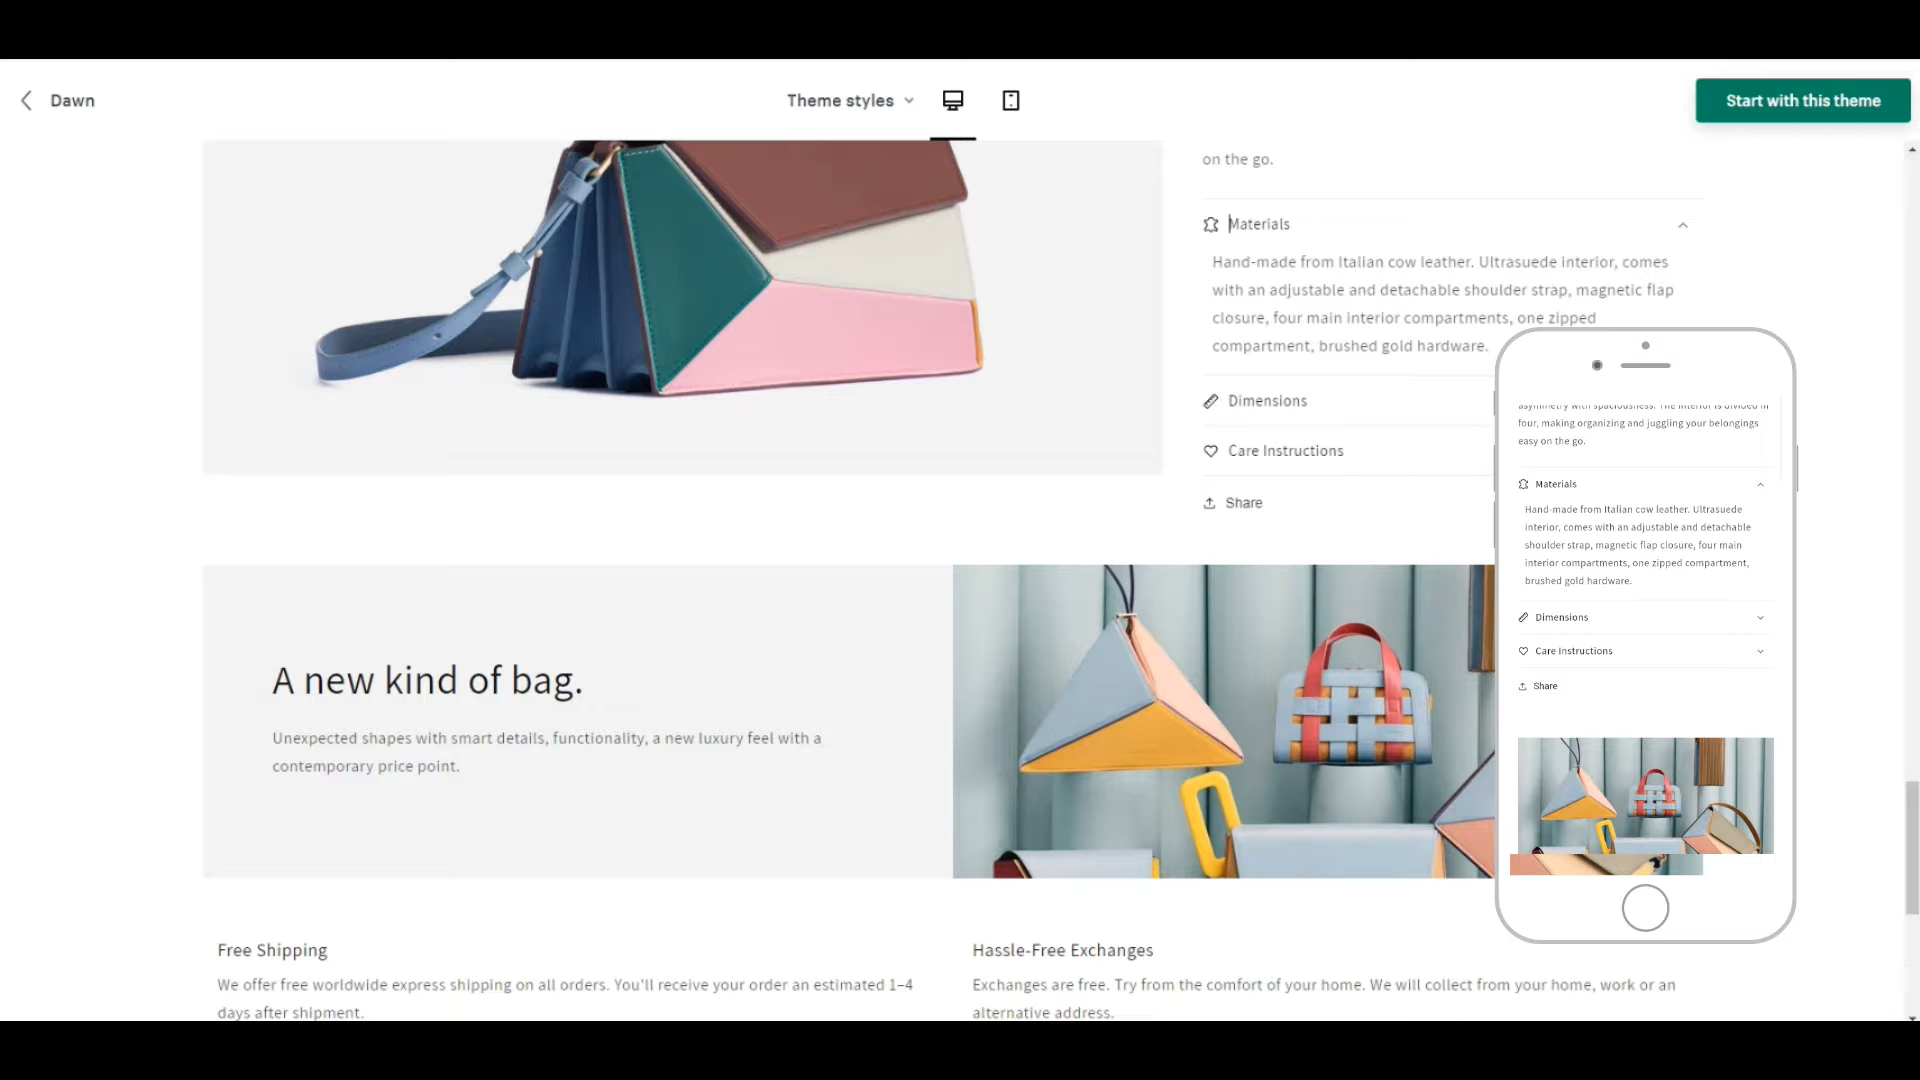 Dawn
Theme styles
Start with this theme
on the go.
Materials
Hand-made from Italian cow leather. Ultrasuede interior, comes
with an adjustable and detachable shoulder strap, magnetic flap
closure, four main interior compartments, one zipped
compartment, brushed gold hardware.
Dimensions
Care Instructions
Share
asymmetry with spaciousness. The interior is divided in
four, making organizing and juggling your belongings
easy on the go.
Materials
Hand-made from Italian cow leather. Ultrasuede
interior, comes with an adjustable and detachable
shoulder strap, magnetic flap closure, four main
interior compartments, one zipped compartment,
brushed gold hardware.
Dimensions
Care Instructions
Share
A new kind of bag.
Unexpected shapes with smart details, functionality, a new luxury feel with a
contemporary price point.
Free Shipping
We offer free worldwide express shipping on all orders. You'll receive your order an estimated 1–4
days after shipment.
Hassle-Free Exchanges
Exchanges are free. Try from the comfort of your home. We will collect from your home, work or an
alternative address.